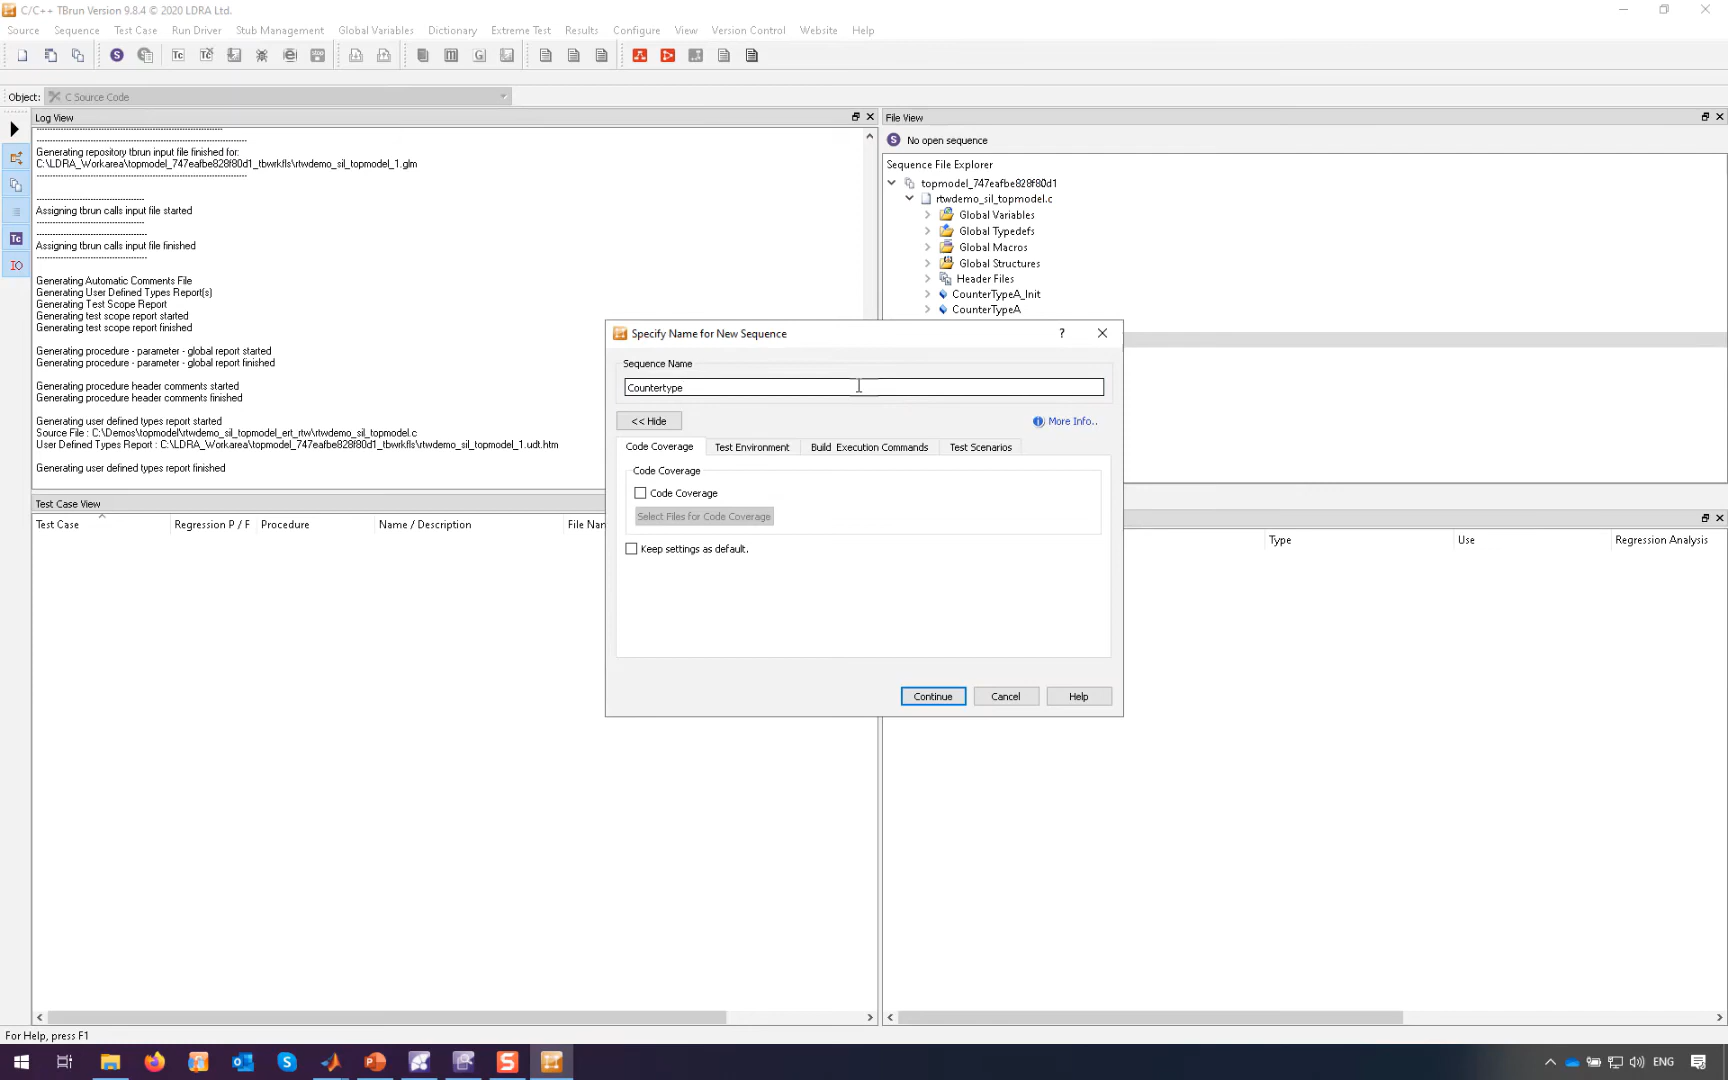 C/C++ TBrun Version 9.8.4 © 2020 LDRA Ltd.
Source Sequence Test Case Run Driver Stub Management Global Variables Dictionary Extreme Test Results Configure View Version Control Website Help
Object: C Source Code
Log View
Generating repository tbrun input file finished for:
C:\LDRA_Workarea\topmodel_747eafbe828f80d1_tbwrkfls\rtwdemo_sil_topmodel_1.glm
Assigning tbrun calls input file started
Assigning tbrun calls input file finished
Generating Automatic Comments File
Generating User Defined Types Report(s)
Generating Test Scope Report
Generating test scope report started
Generating test scope report finished
Generating procedure - parameter - global report started
Generating procedure - parameter - global report finished
Generating procedure header comments started
Generating procedure header comments finished
Generating user defined types report started
Source File : C:\Demos\topmodel\rtwdemo_sil_topmodel_ert_rtw\rtwdemo_sil_topmodel.c
User Defined Types Report : C:\LDRA_Workarea\topmodel_747eafbe828f80d1_tbwrkfls\rtwdemo_sil_topmodel_1.udt.htm
Generating user defined types report finished
File View
No open sequence
Sequence File Explorer
topmodel_747eafbe828f80d1
rtwdemo_sil_topmodel.c
Global Variables
Global Typedefs
Global Macros
Global Structures
Header Files
CounterTypeA_Init
CounterTypeA
Specify Name for New Sequence
Sequence Name
Countertype
<< Hide
More Info..
Code Coverage Test Environment Build Execution Commands Test Scenarios
Code Coverage
Code Coverage
Select Files for Code Coverage
Keep settings as default.
Continue Cancel Help
Test Case View
Test Case Regression P / F Procedure Name / Description File Nan
Type Use Regression Analysis
For Help, press F1
ENG